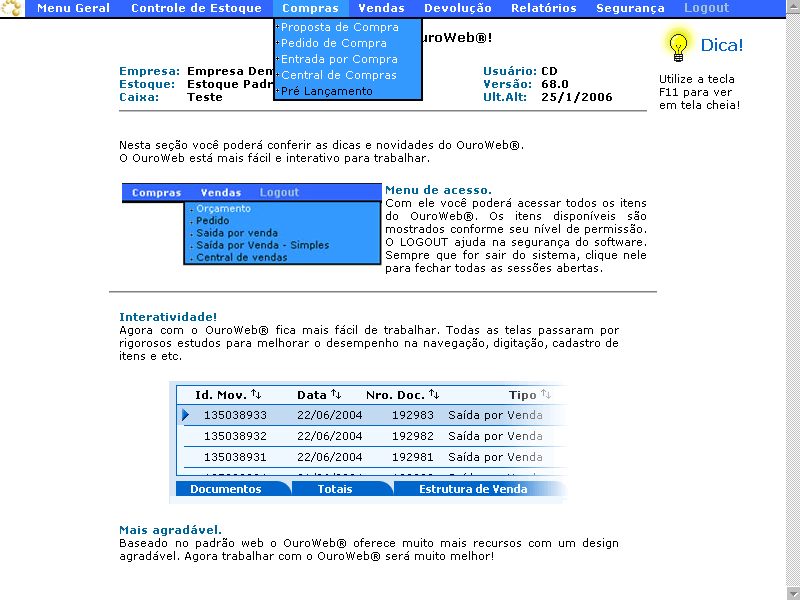 Menu Geral Controle de Estoque Compras Vendas Devolução Relatórios Segurança Logout
Proposta de Compra
Pedido de Compra
Entrada por Compra
Central de Compras
Pré Lançamento
uroWeb®!
Dica!
Utilize a tecla
F11 para ver
em tela cheia!
Empresa: Empresa Den
Usuário: CD
Estoque: Estoque Padr
Versão: 68.0
Caixa: Teste
Ult.Alt: 25/1/2006
Nesta seção você poderá conferir as dicas e novidades do OuroWeb®.
O OuroWeb está mais fácil e interativo para trabalhar.
Compras Vendas Logout
Orçamento
Pedido
Saida por venda
Saída por Venda - Simples
Central de vendas
Menu de acesso.
Com ele você poderá acessar todos os itens
do OuroWeb®. Os itens disponíveis são
mostrados conforme seu nível de permissão.
O LOGOUT ajuda na segurança do software.
Sempre que for sair do sistema, clique nele
para fechar todas as sessões abertas.
Interatividade!
Agora com o OuroWeb® fica mais fácil de trabalhar. Todas as telas passaram por
rigorosos estudos para melhorar o desempenho na navegação, digitação, cadastro de
itens e etc.
Id. Mov. Data Nro. Doc. Tipo
135038933 22/06/2004 192983 Saída por Venda
135038932 22/06/2004 192982 Saída por Venda
135038931 22/06/2004 192981 Saída por Venda
Documentos Totais Estrutura de Venda
Mais agradável.
Baseado no padrão web o OuroWeb® oferece muito mais recursos com um design
agradável. Agora trabalhar com o OuroWeb® será muito melhor!